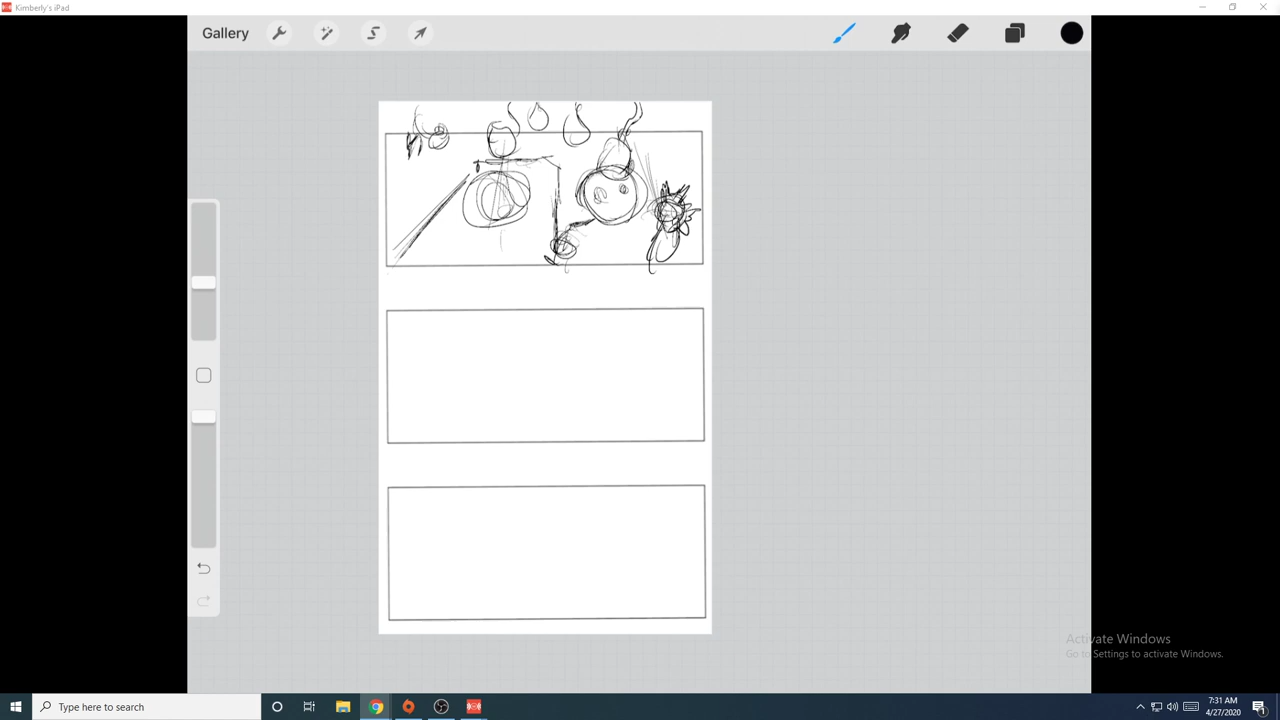 Kimberly's iPad
Gallery
Activate Windows
Go to Settings to activate Windows.
Type here to search
7:31 AM
4/27/2020